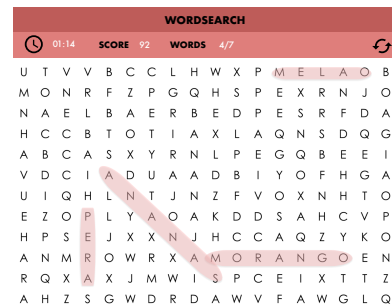 WORDSEARCH
01:14 SCORE 92 WORDS 4/7
U T V V B C C L H W X P M E L A O B
M O N R F Z P G Q H S P E X R N J O
N A E L B A E R B E D P E S R F D A
H C C B T O T I A X L A Q N S D Q G
A B C A S X Y R N L P E G Q B E E I
V D C I A D U A A D B I Y O F H G A
U I Q H L N T J N Z F V O X N H T O
E Z O P L Y A O A K D D S A H C V P
H P S E J X X N J H C C A Q Z Y K O
A N M R O W R X A M O R A N G O E N
R Q X A X J M W I S P C E I X T T Z
A H Z S G W D R D A W V F A W G L Q